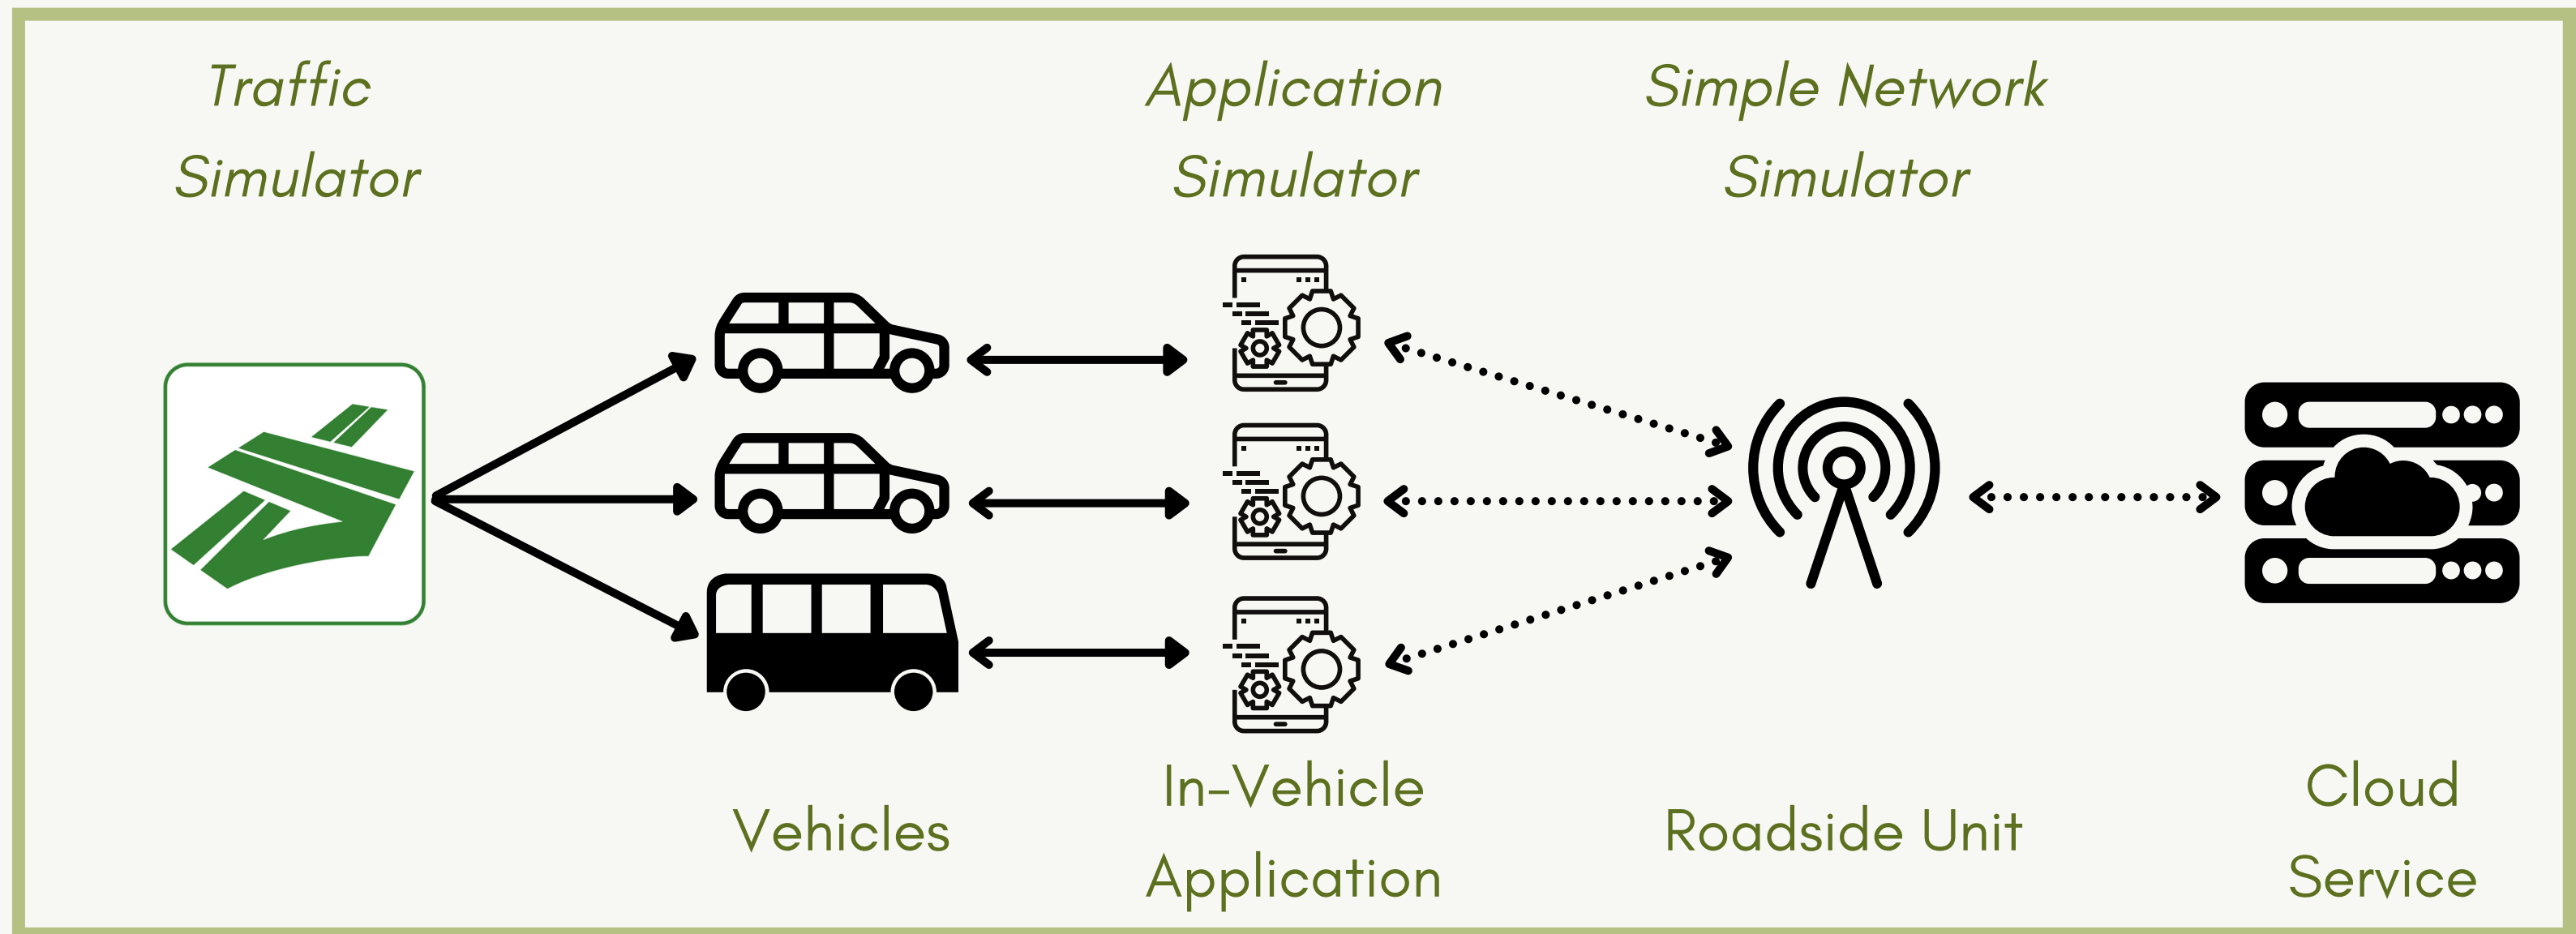 Traffic
Simulator
Application
Simulator
Simple Network
Simulator
Vehicles
In-Vehicle
Application
Roadside Unit
Cloud
Service